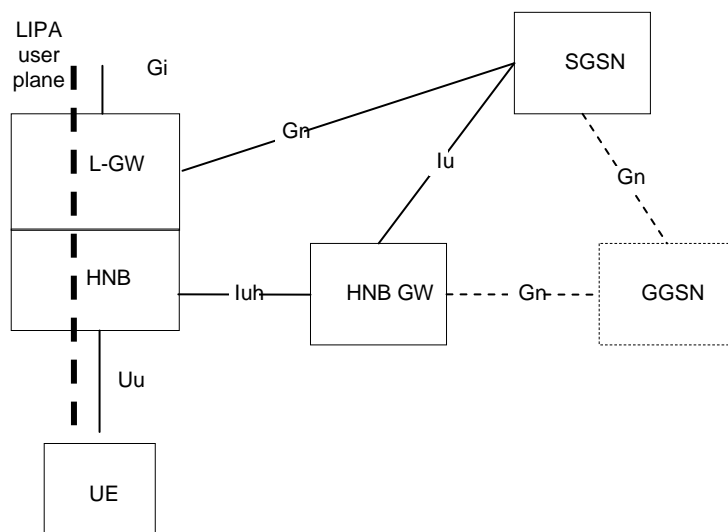 LIPA
user
plane
Gi
SGSN
L-GW
Gn
Iu
Gn
HNB
Iuh
HNB GW
Gn
GGSN
Uu
UE